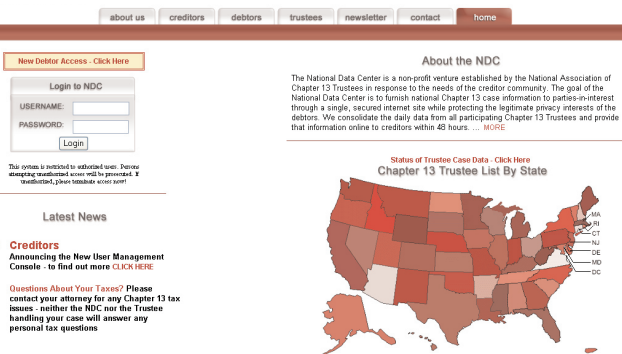 about us creditors debtors trustees newsletter contact home
New Debtor Access - Click Here
Login to NDC
USERNAME:
PASSWORD:
Login
This system is restricted to authorized users. Persons
attempting unauthorized access will be prosecuted. If
unauthorized, please terminate access now!
Latest News
Creditors
Announcing the New User Management
Console - to find out more CLICK HERE
Questions About Your Taxes? Please
contact your attorney for any Chapter 13 tax
issues - neither the NDC nor the Trustee
handling your case will answer any
personal tax questions
About the NDC
The National Data Center is a non-profit venture established by the National Association of
Chapter 13 Trustees in response to the needs of the creditor community. The goal of the
National Data Center is to furnish national Chapter 13 case information to parties-in-interest
through a single, secured internet site while protecting the legitimate privacy interests of the
debtors. We consolidate the daily data from all participating Chapter 13 Trustees and provide
that information online to creditors within 48 hours. ... MORE
Status of Trustee Case Data - Click Here
Chapter 13 Trustee List By State
MA
RI
CT
NJ
DE
MD
DC